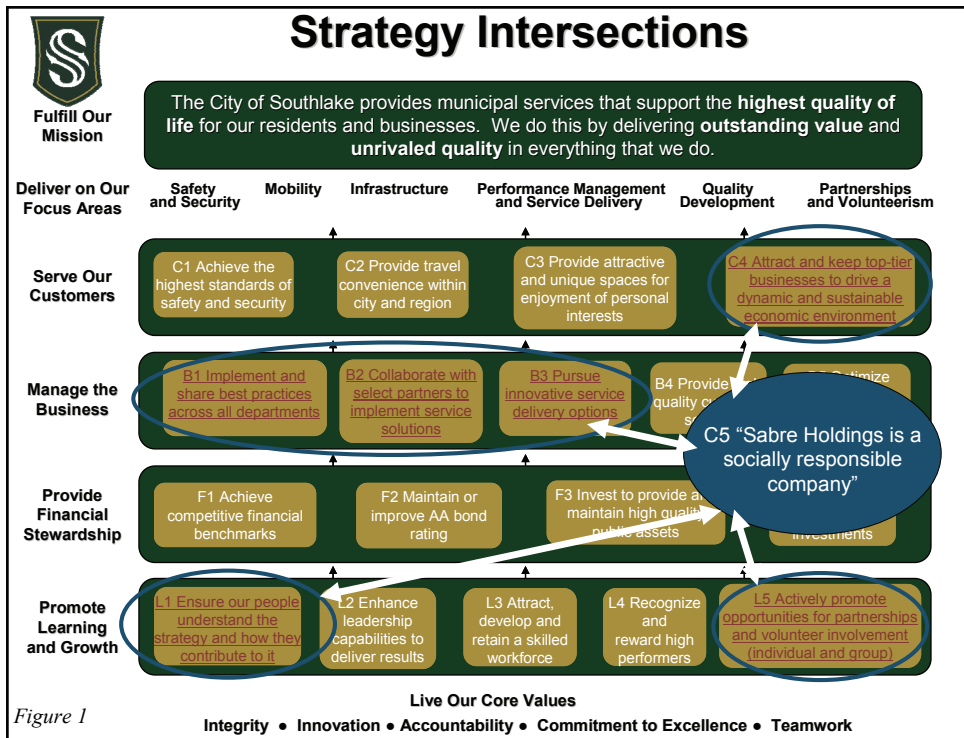 Strategy Intersections
S
Fulfill Our
Mission
The City of Southlake provides municipal services that support the highest quality of
life for our residents and businesses. We do this by delivering outstanding value and
unrivaled quality in everything that we do.
Deliver on Our
Focus Areas
Safety
and Security
Mobility
Infrastructure
Performance Management
and Service Delivery
Quality
Development
Partnerships
and Volunteerism
Serve Our
Customers
C1 Achieve the
highest standards of
safety and security
C2 Provide travel
convenience within
city and region
C3 Provide attractive
and unique spaces for
enjoyment of personal
interests
C4 Attract and keep top-tier
businesses to drive a
dynamic and sustainable
economic environment
Manage the
Business
B1 Implement and
share best practices
across all departments
B2 Collaborate with
select partners to
implement service
solutions
B3 Pursue
innovative service
delivery options
B4 Provide
quality
C5 “Sabre Holdings is a
socially responsible
company”
Provide
Financial
Stewardship
F1 Achieve
competitive financial
benchmarks
F2 Maintain or
improve AA bond
rating
F3 Invest to provide
maintain high quality
public assets
investments
Promote
Learning
and Growth
L1 Ensure our people
understand the
strategy and how they
contribute to it
L2 Enhance
leadership
capabilities to
deliver results
L3 Attract,
develop and
retain a skilled
workforce
L4 Recognize
and
reward high
performers
L5 Actively promote
opportunities for partnerships
and volunteer involvement
(individual and group)
Live Our Core Values
Figure 1
Integrity ● Innovation ● Accountability ● Commitment to Excellence ● Teamwork